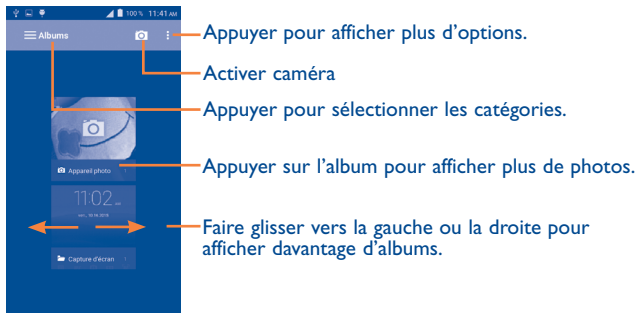 100 % 11:41 AM
Albums
Appuyer pour afficher plus d'options.
Activer caméra
Appuyer pour sélectionner les catégories.
Appareil photo
Appuyer sur l'album pour afficher plus de photos.
11:02
Faire glisser vers la gauche ou la droite pour
afficher davantage d'albums.
Capture d'écran